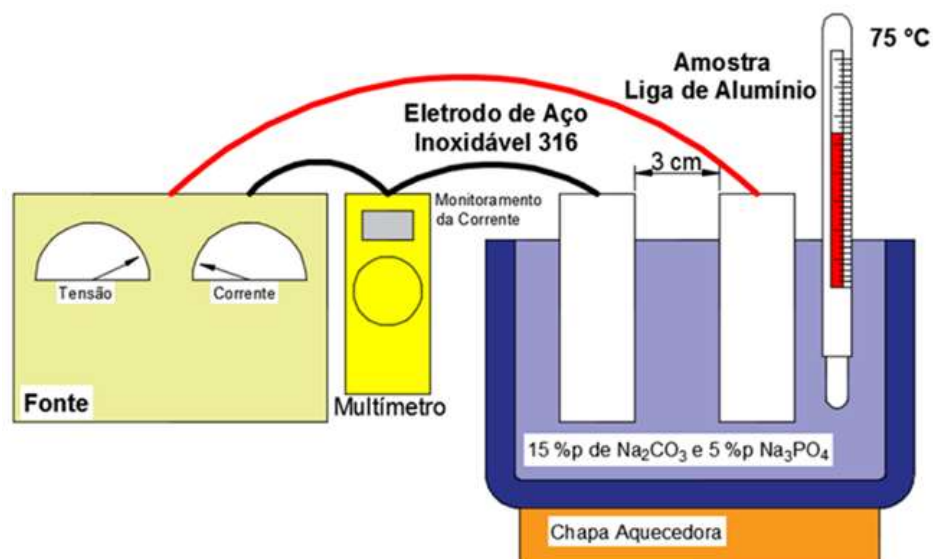 75 ºC
Amostra
Liga de Alumínio
Eletrodo de Aço
Inoxidável 316
3 cm
Monitoramento
da Corrente
Tensão
Corrente
Fonte
Multímetro
15 %p de Na₂CO₃ e 5 %p Na₃PO₄
Chapa Aquecedora